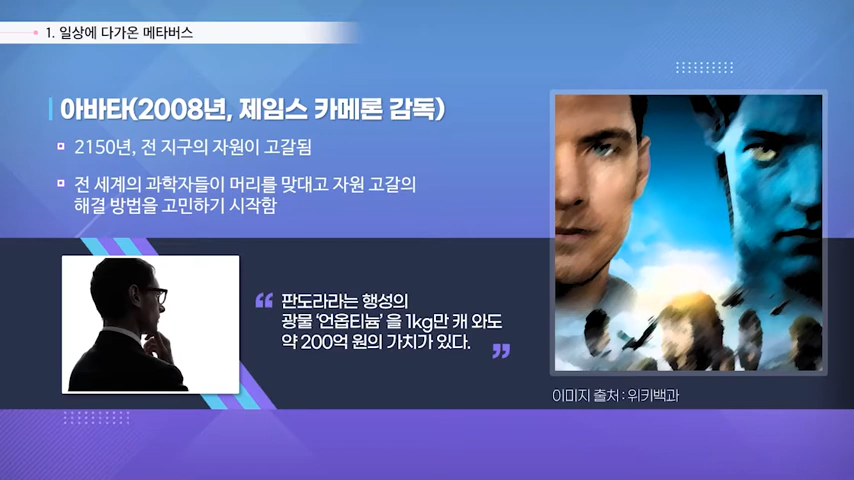 1. 일상에 다가온 메타버스
아바타(2008년, 제임스 카메론 감독)
2150년, 전 지구의 자원이 고갈됨
전 세계의 과학자들이 머리를 맞대고 자원 고갈의
해결 방법을 고민하기 시작함
“ 판도라라는 행성의
광물 ‘언옵티늄’ 을 1kg만 캐 와도
약 200억 원의 가치가 있다. ”
이미지 출처 : 위키백과